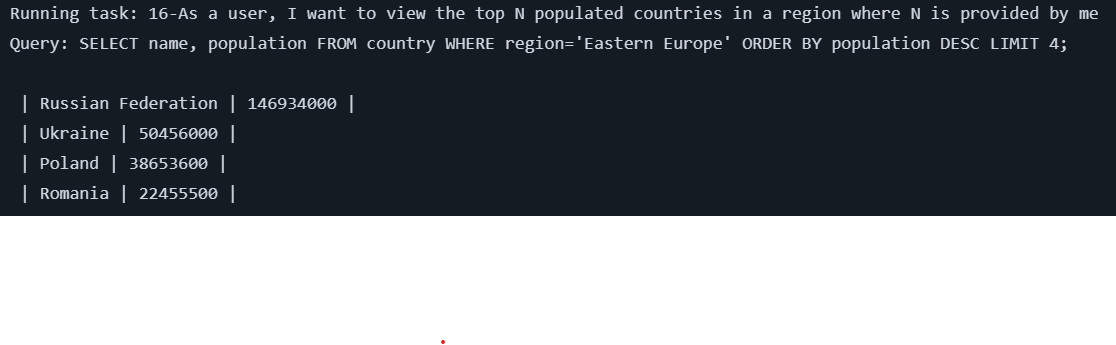 Running task: 16-As a user, I want to view the top N populated countries in a region where N is provided by me
Query: SELECT name, population FROM country WHERE region='Eastern Europe' ORDER BY population DESC LIMIT 4;
| Russian Federation | 146934000 |
| Ukraine | 50456000 |
| Poland | 38653600 |
| Romania | 22455500 |